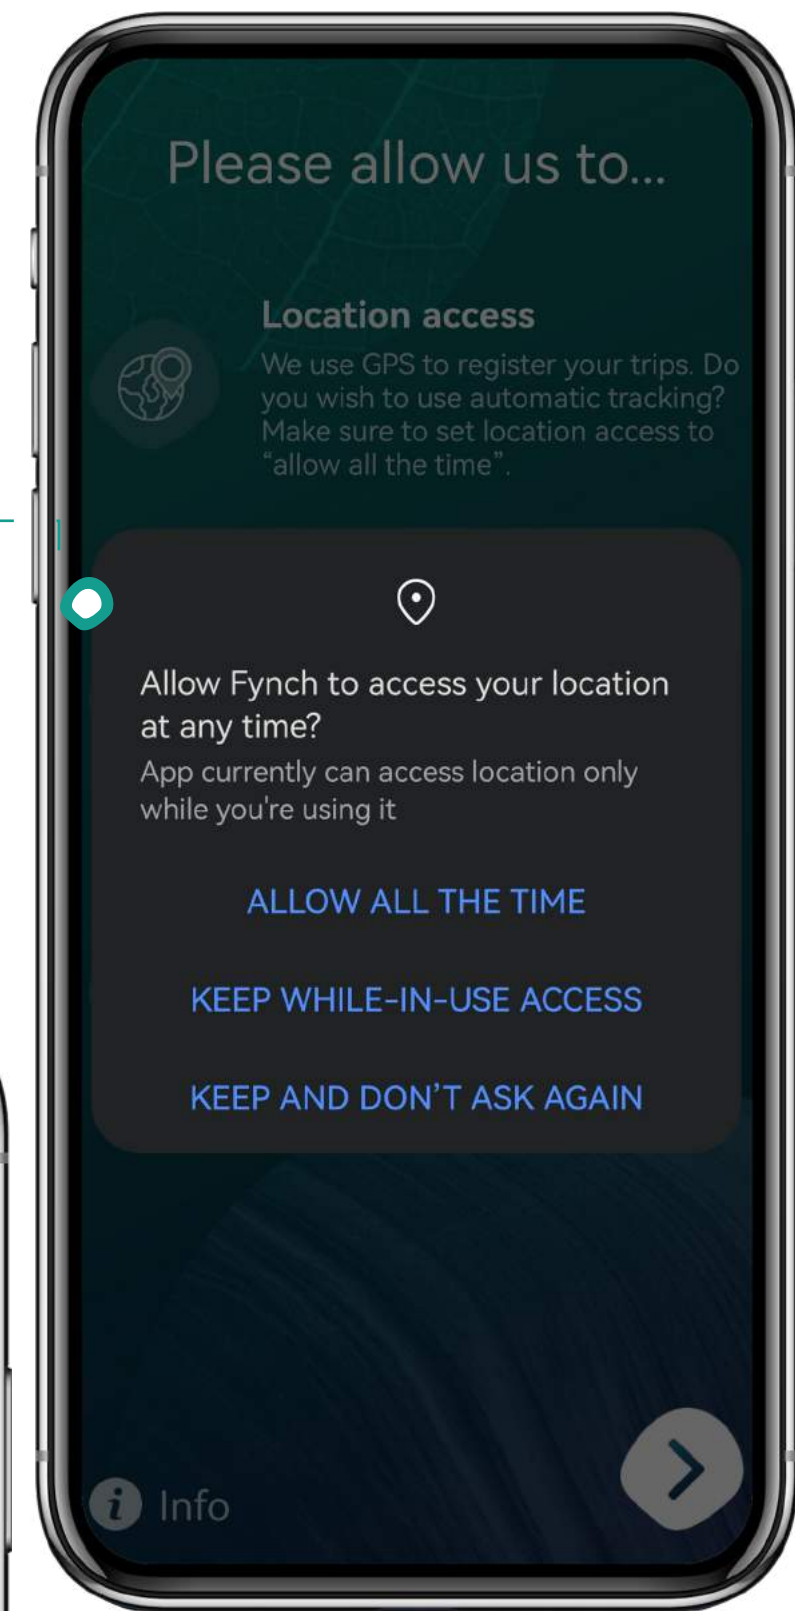 Please allow us to...
Location access
We use GPS to register your trips. Do
you wish to use automatic tracking?
Make sure to set location access to
“allow all the time”.
Allow Fynch to access your location
at any time?
App currently can access location only
while you're using it
ALLOW ALL THE TIME
KEEP WHILE-IN-USE ACCESS
KEEP AND DON’T ASK AGAIN
i Info